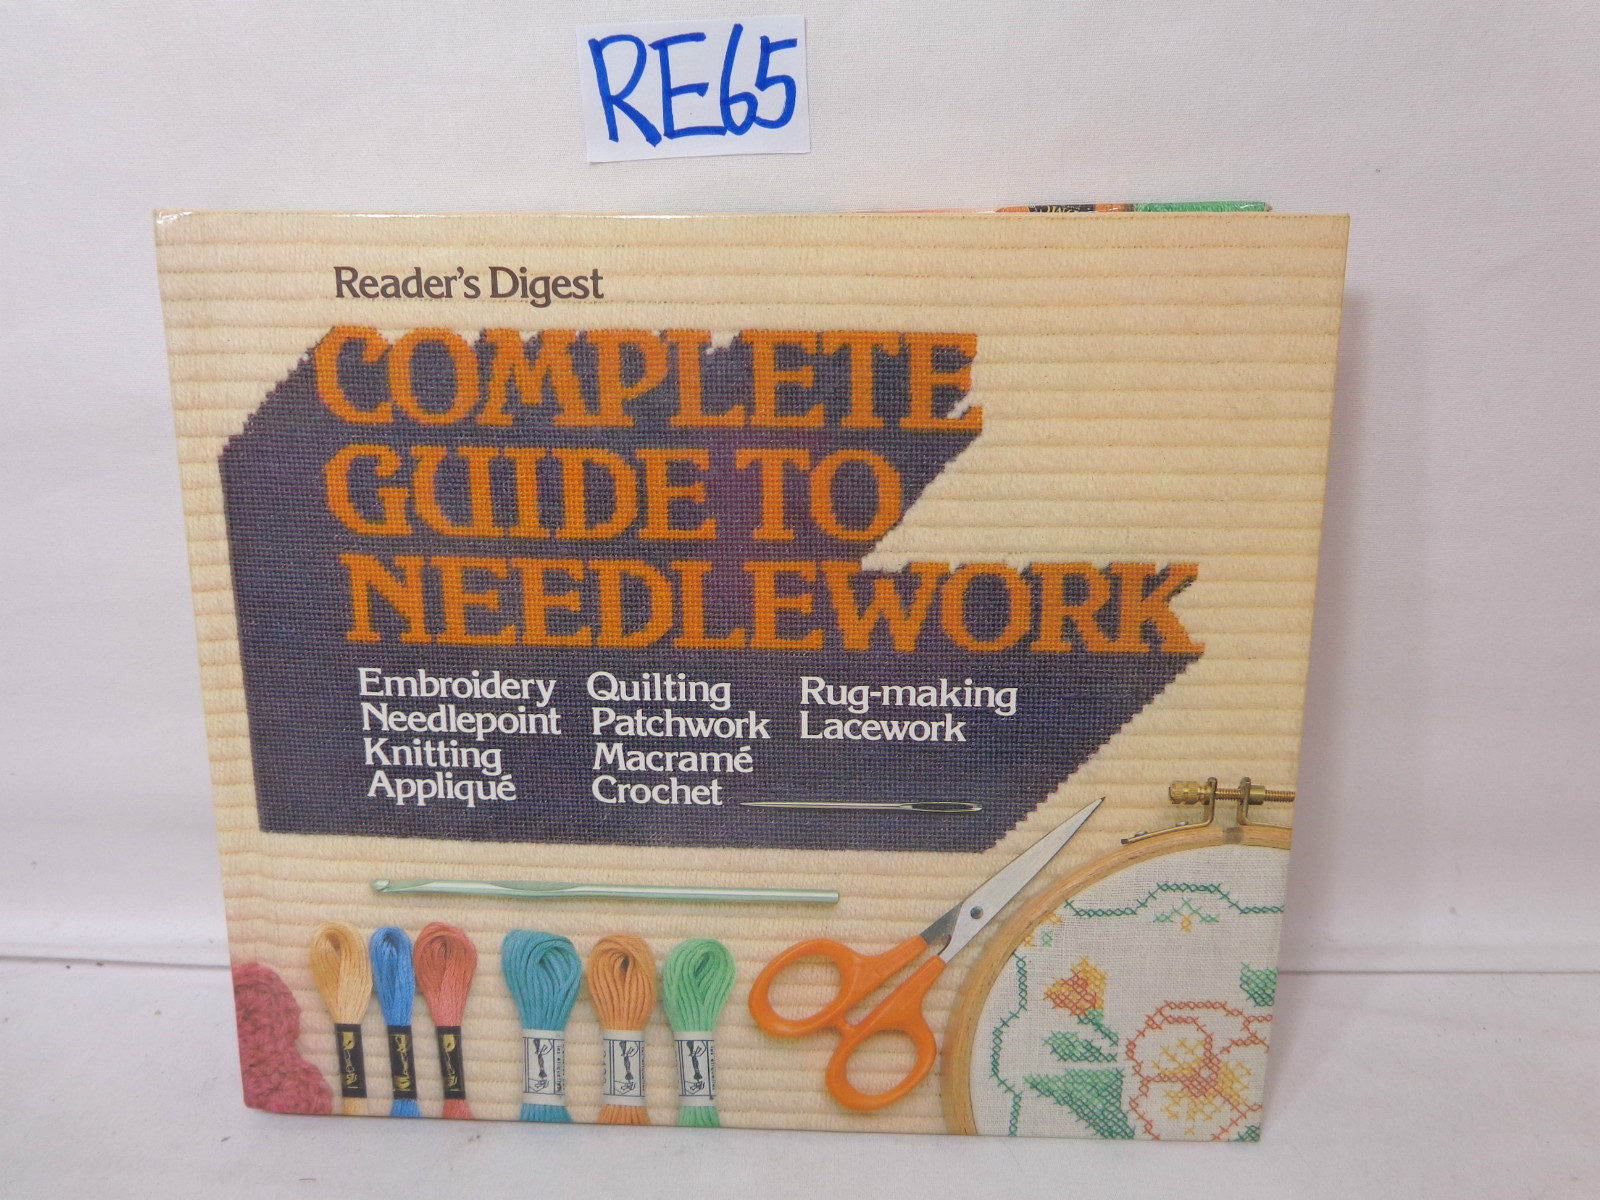 RE65
Reader's Digest
COMPLETE
GUIDE TO
NEEDLEWORK
Embroidery Quilting Rug-making
Needlepoint Patchwork Lacework
Knitting Macramé
Appliqué Crochet